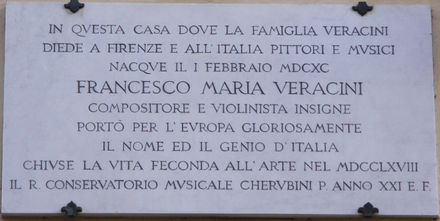 IN QVESTA CASA DOVE LA FAMIGLIA VERACINI
DIEDE A FIRENZE E ALL'ITALIA PITTORI E MVSICI
NACQVE IL I FEBBRAIO MDCXC
FRANCESCO MARIA VERACINI
COMPOSITORE E VIOLINISTA INSIGNE
PORTÒ PER L'EVROPA GLORIOSAMENTE
IL NOME ED IL GENIO D'ITALIA
CHIVSE LA VITA FECONDA ALL'ARTE NEL MDCCLXVIII
IL R. CONSERVATORIO MVSICALE CHERVBINI P. ANNO XXI E. F.